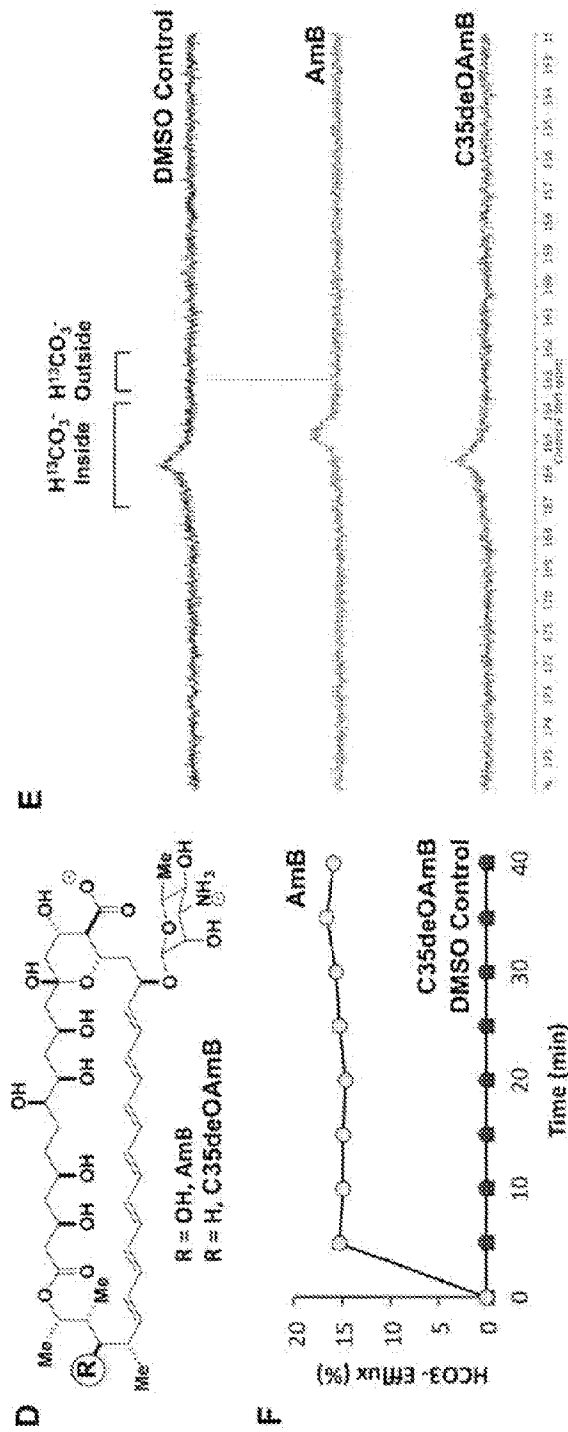 D
OH
OH
OH
OH
OH
OH
OH
OH
O
O
O
O
O
O
O
Me
Me
Me
R
Me
OH
NH₃
OH
R = OH, AmB
R = H, C35deOAmB
E
H¹³CO₃⁻ H¹³CO₃⁻
Inside Outside
DMSO Control
AmB
C35deOAmB
F
HCO3- Efflux (%)
20
15
10
5
0
AmB
C35deOAmB
DMSO Control
0 10 20 30 40
Time (min)